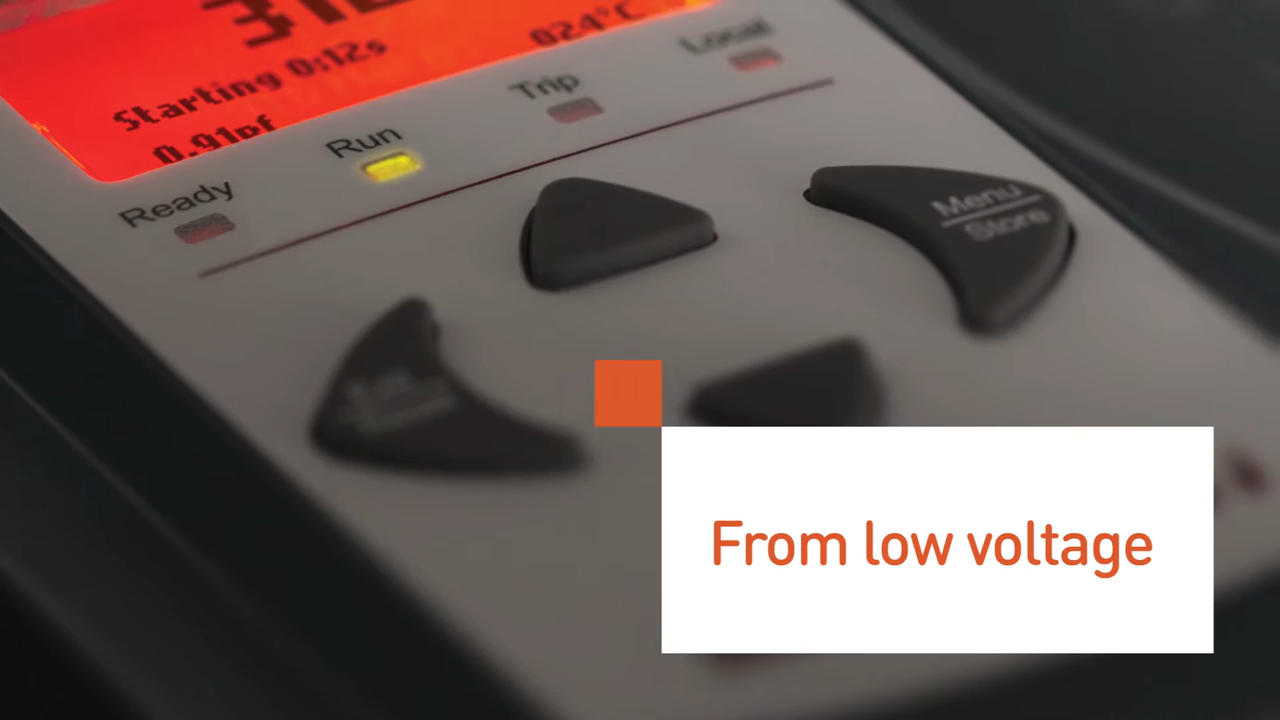 Starting 0:12s
024°C
0.91pf
Ready
Run
Trip
Local
Menu
Store
From low voltage